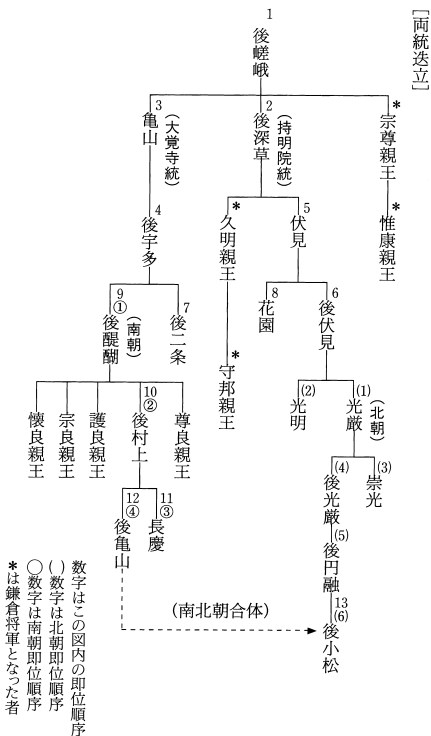 ［両統迭立］
1
後嵯峨
*
宗尊親王
*
惟康親王
2
後深草
（持明院統）
3
亀山
（大覚寺統）
5
伏見
*
久明親王
*
守邦親王
6
後伏見
8
花園
(1)
光厳
（北朝）
(2)
光明
(3)
崇光
(4)
後光厳
(5)
後円融
13
(6)
後小松
4
後宇多
7
後二条
9
①
後醍醐
（南朝）
尊良親王
10
②
後村上
護良親王
宗良親王
懐良親王
11
③
長慶
12
④
後亀山
(南北朝合体)
数字はこの図内の即位順序
( )数字は北朝即位順序
○数字は南朝即位順序
*は鎌倉将軍となった者